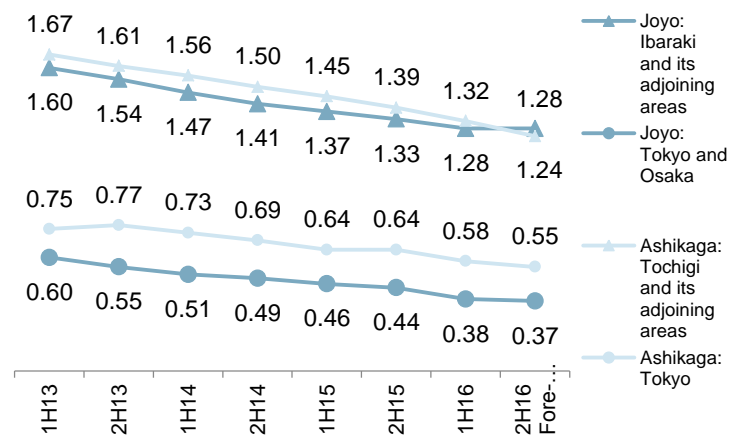 1.67 1.61 1.56 1.50 1.45 1.39 1.32 1.28
1.60 1.54 1.47 1.41 1.37 1.33 1.28 1.24
0.75 0.77 0.73 0.69 0.64 0.64 0.58 0.55
0.60 0.55 0.51 0.49 0.46 0.44 0.38 0.37
1H13
2H13
1H14
2H14
1H15
2H15
1H16
2H16
Fore-...
Joyo:
Ibaraki
and its
adjoining
areas
Joyo:
Tokyo and
Osaka
Ashikaga:
Tochigi
and its
adjoining
areas
Ashikaga:
Tokyo